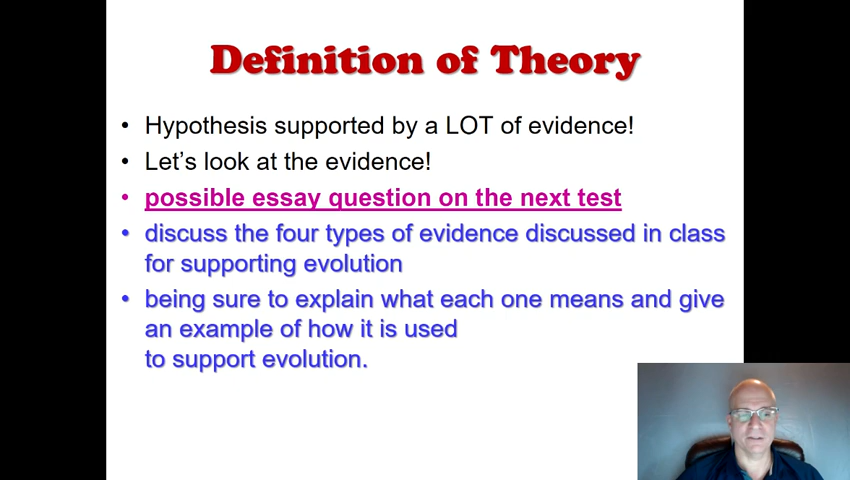 Definition of Theory
• Hypothesis supported by a LOT of evidence!
• Let's look at the evidence!
• possible essay question on the next test
• discuss the four types of evidence discussed in class
for supporting evolution
• being sure to explain what each one means and give
an example of how it is used
to support evolution.